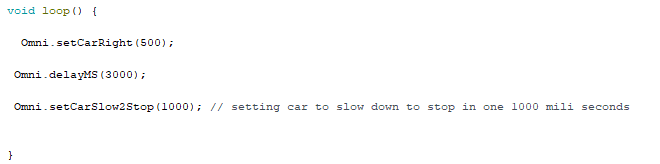 void loop() {
Omni.setCarRight(500);
Omni.delayMS(3000);
Omni.setCarSlow2Stop(1000); // setting car to slow down to stop in one 1000 mili seconds
}